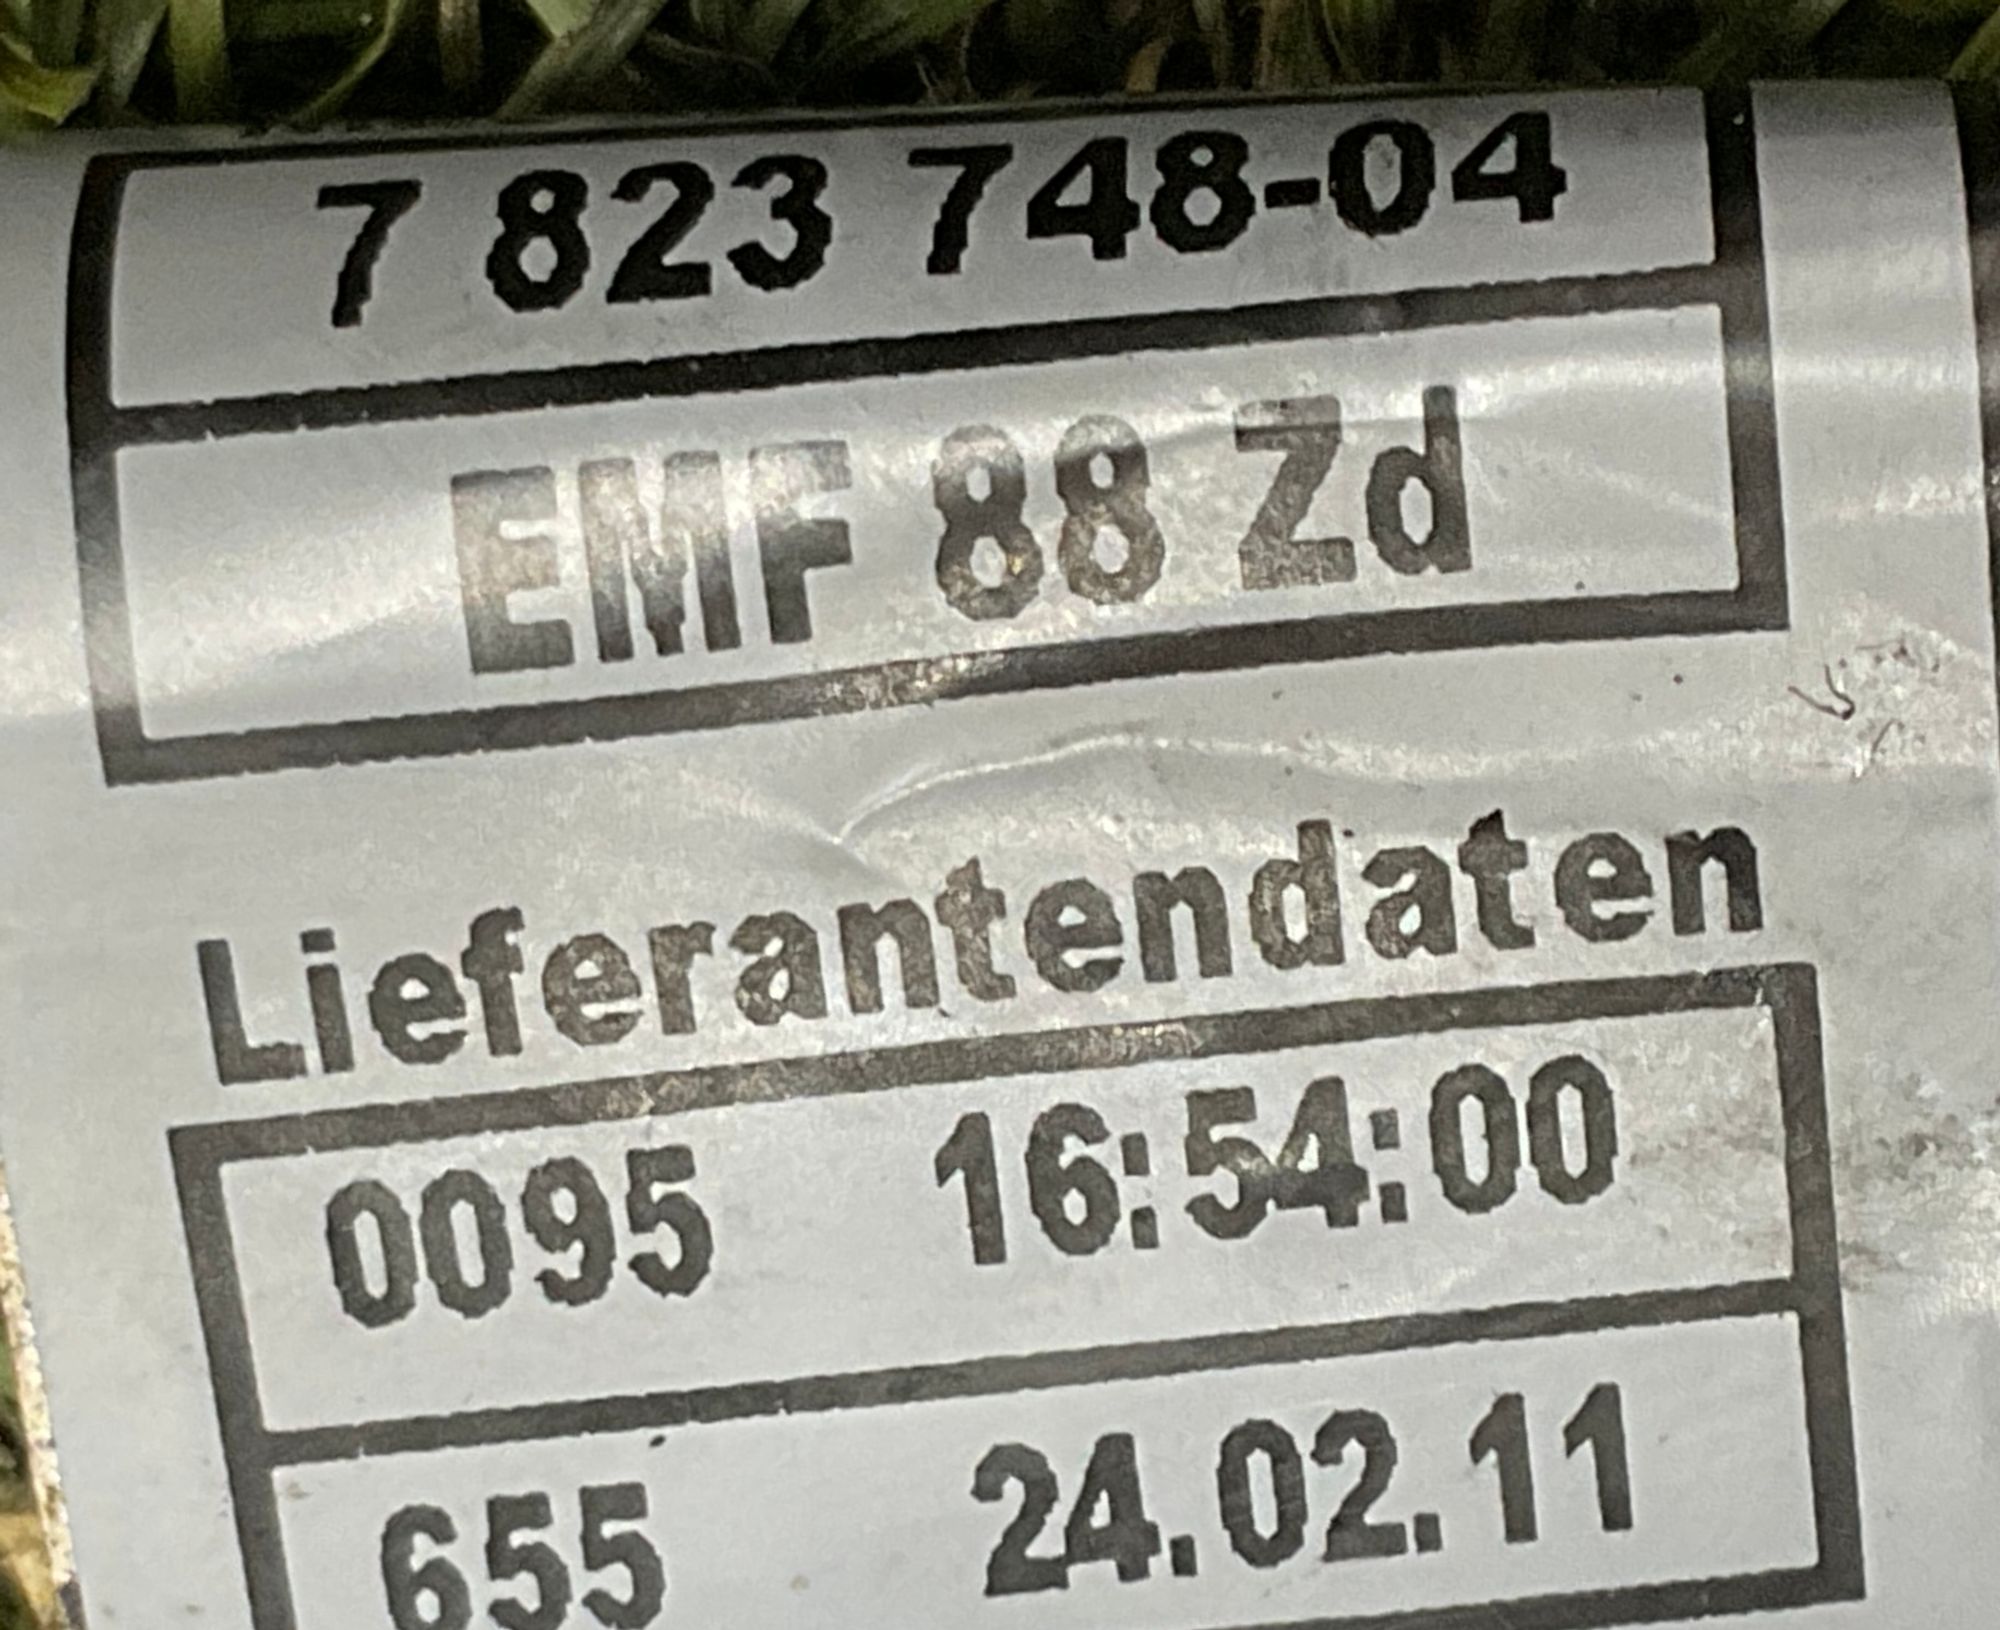 7 823 748-04
EMF 88 Zd
Lieferantendaten
0095 16:54:00
655 24.02.11